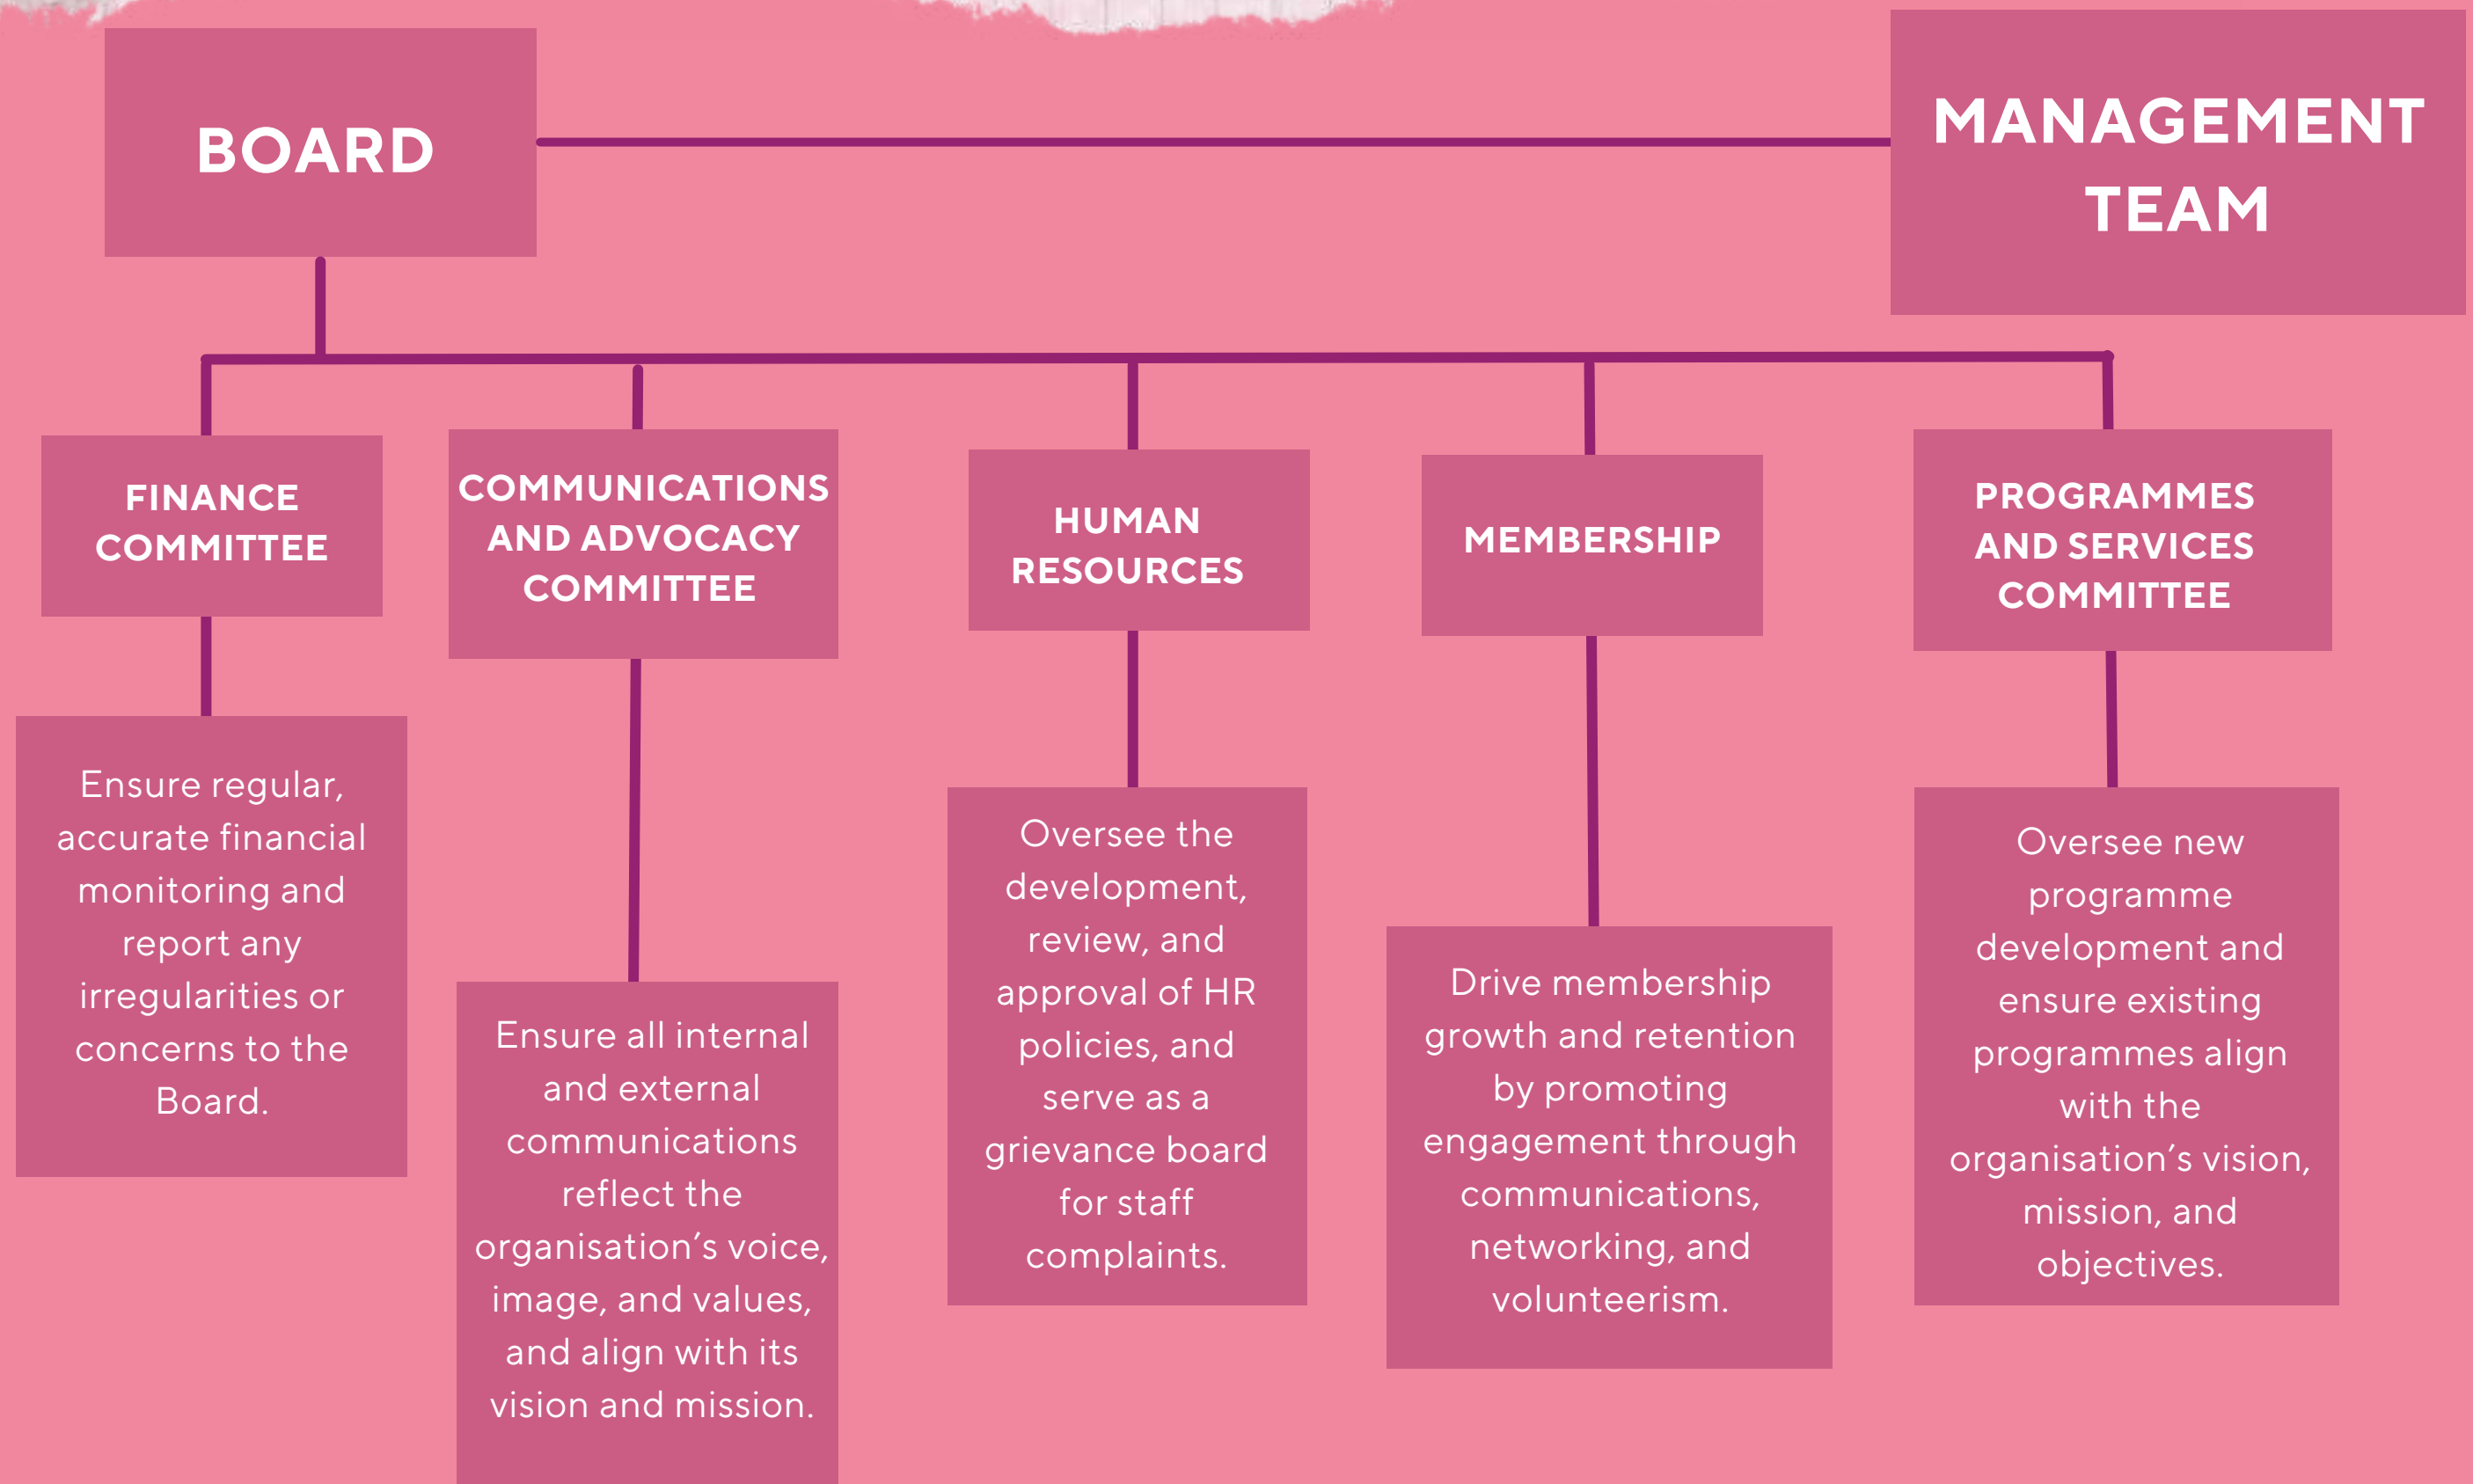 BOARD
MANAGEMENT
TEAM
FINANCE
COMMITTEE
COMMUNICATIONS
AND ADVOCACY
COMMITTEE
HUMAN
RESOURCES
MEMBERSHIP
PROGRAMMES
AND SERVICES
COMMITTEE
Ensure regular,
accurate financial
monitoring and
report any
irregularities or
concerns to the
Board.
Ensure all internal
and external
communications
reflect the
organisation's voice,
image, and values,
and align with its
vision and mission.
Oversee the
development,
review, and
approval of HR
policies, and
serve as a
grievance board
for staff
complaints.
Drive membership
growth and retention
by promoting
engagement through
communications,
networking, and
volunteerism.
Oversee new
programme
development and
ensure existing
programmes align
with the
organisation's vision,
mission, and
objectives.